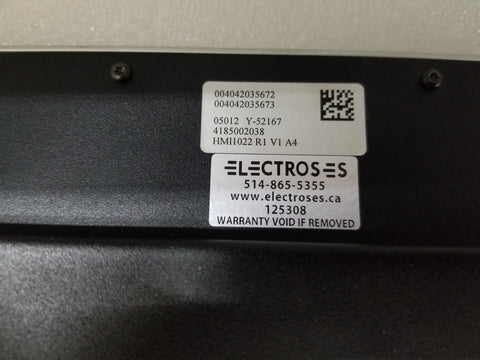 004042035672
004042035673
05012 Y-52167
4185002038
HMI1022 R1 V1 A4
ELECTROSES
514-865-5355
www.electroses.ca
125308
WARRANTY VOID IF REMOVED